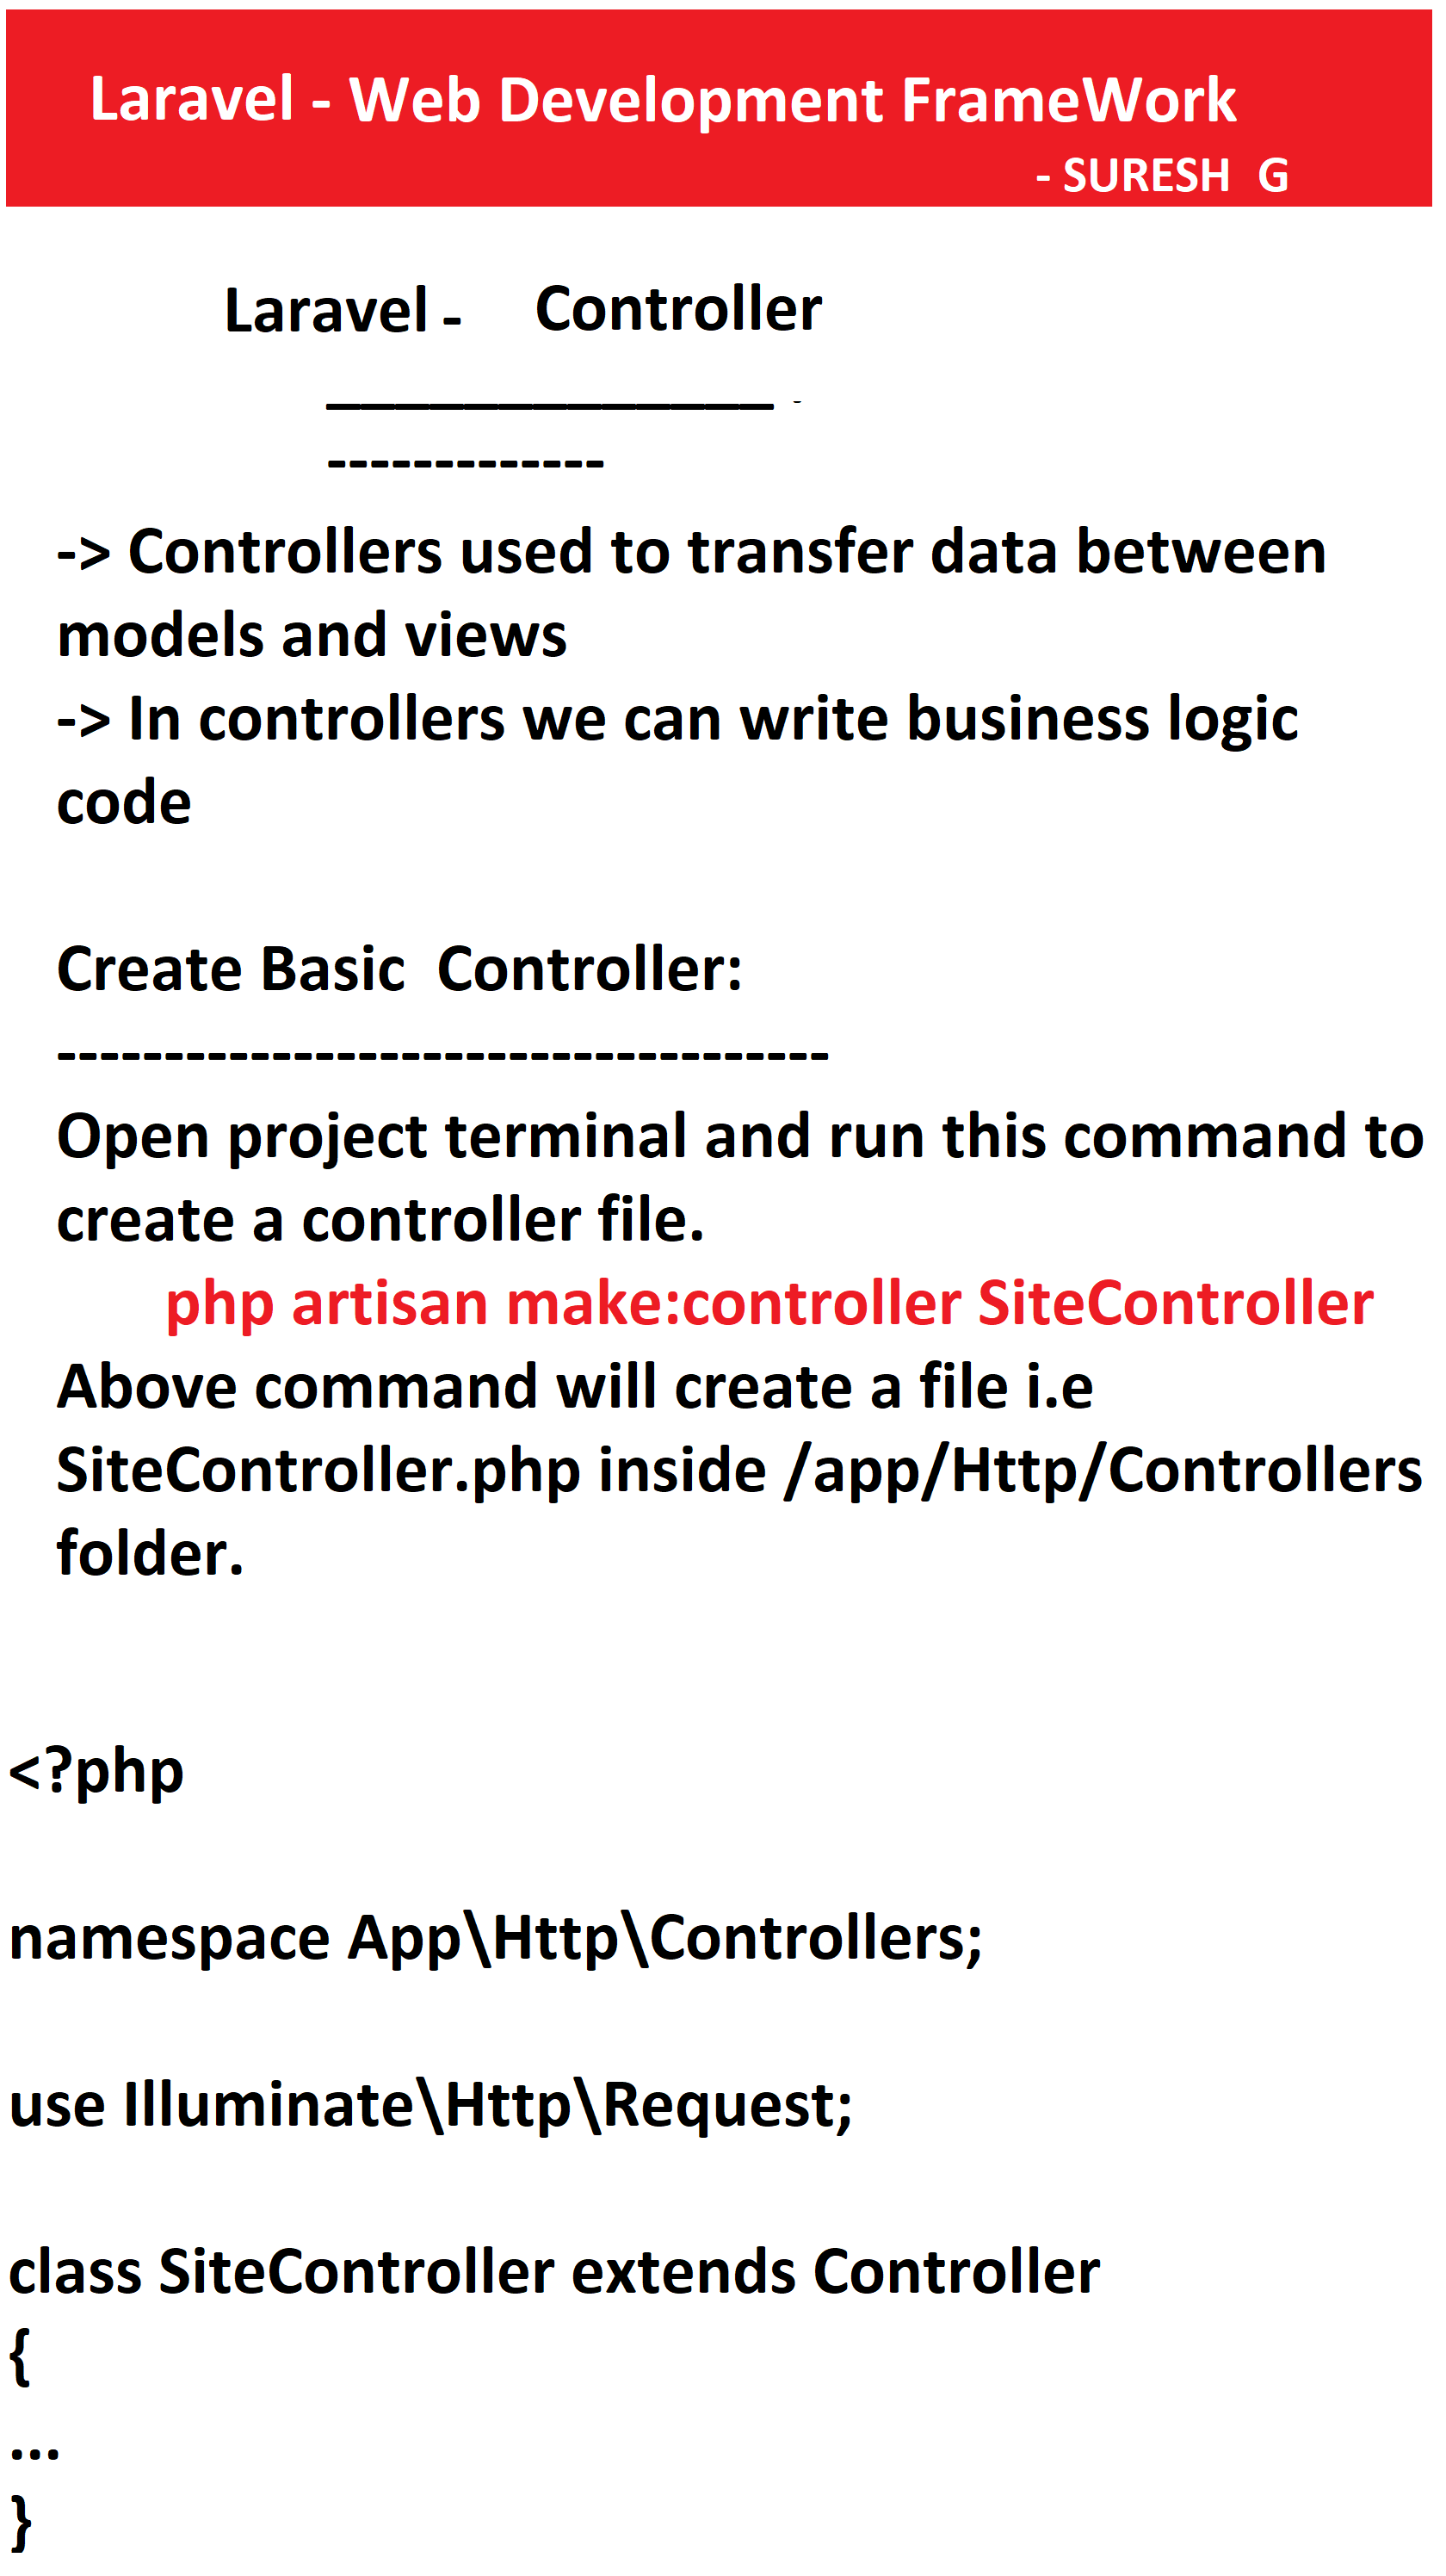 Laravel - Web Development FrameWork
- SURESH  G
Laravel -    Controller
_____________ -
-------------
-> Controllers used to transfer data between
models and views
-> In controllers we can write business logic
code
Create Basic  Controller:
------------------------------------
Open project terminal and run this command to
create a controller file.
php artisan make:controller SiteController
Above command will create a file i.e
SiteController.php inside /app/Http/Controllers
folder.
<?php
namespace App\Http\Controllers;
use Illuminate\Http\Request;
class SiteController extends Controller
{
...
}